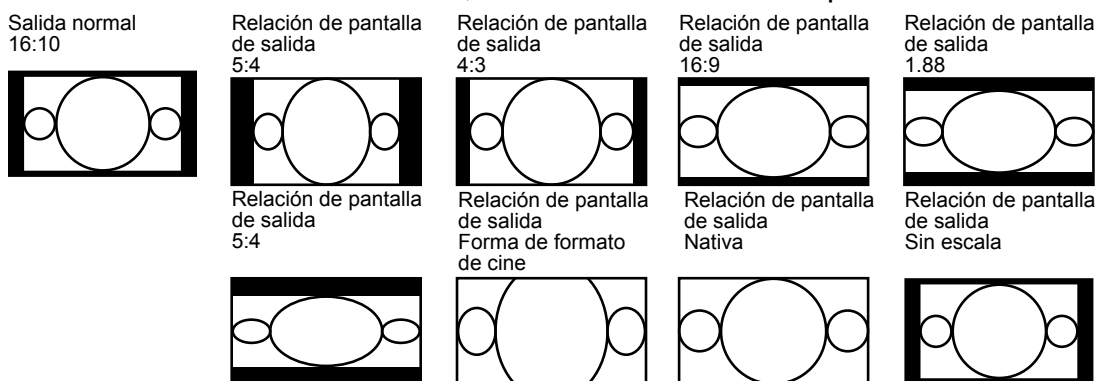 Salida normal
16:10
Relación de pantalla
de salida
5:4
Relación de pantalla
de salida
4:3
Relación de pantalla
de salida
16:9
Relación de pantalla
de salida
1.88
Relación de pantalla
de salida
5:4
Relación de pantalla
de salida
Forma de formato
de cine
Relación de pantalla
de salida
Nativa
Relación de pantalla
de salida
Sin escala